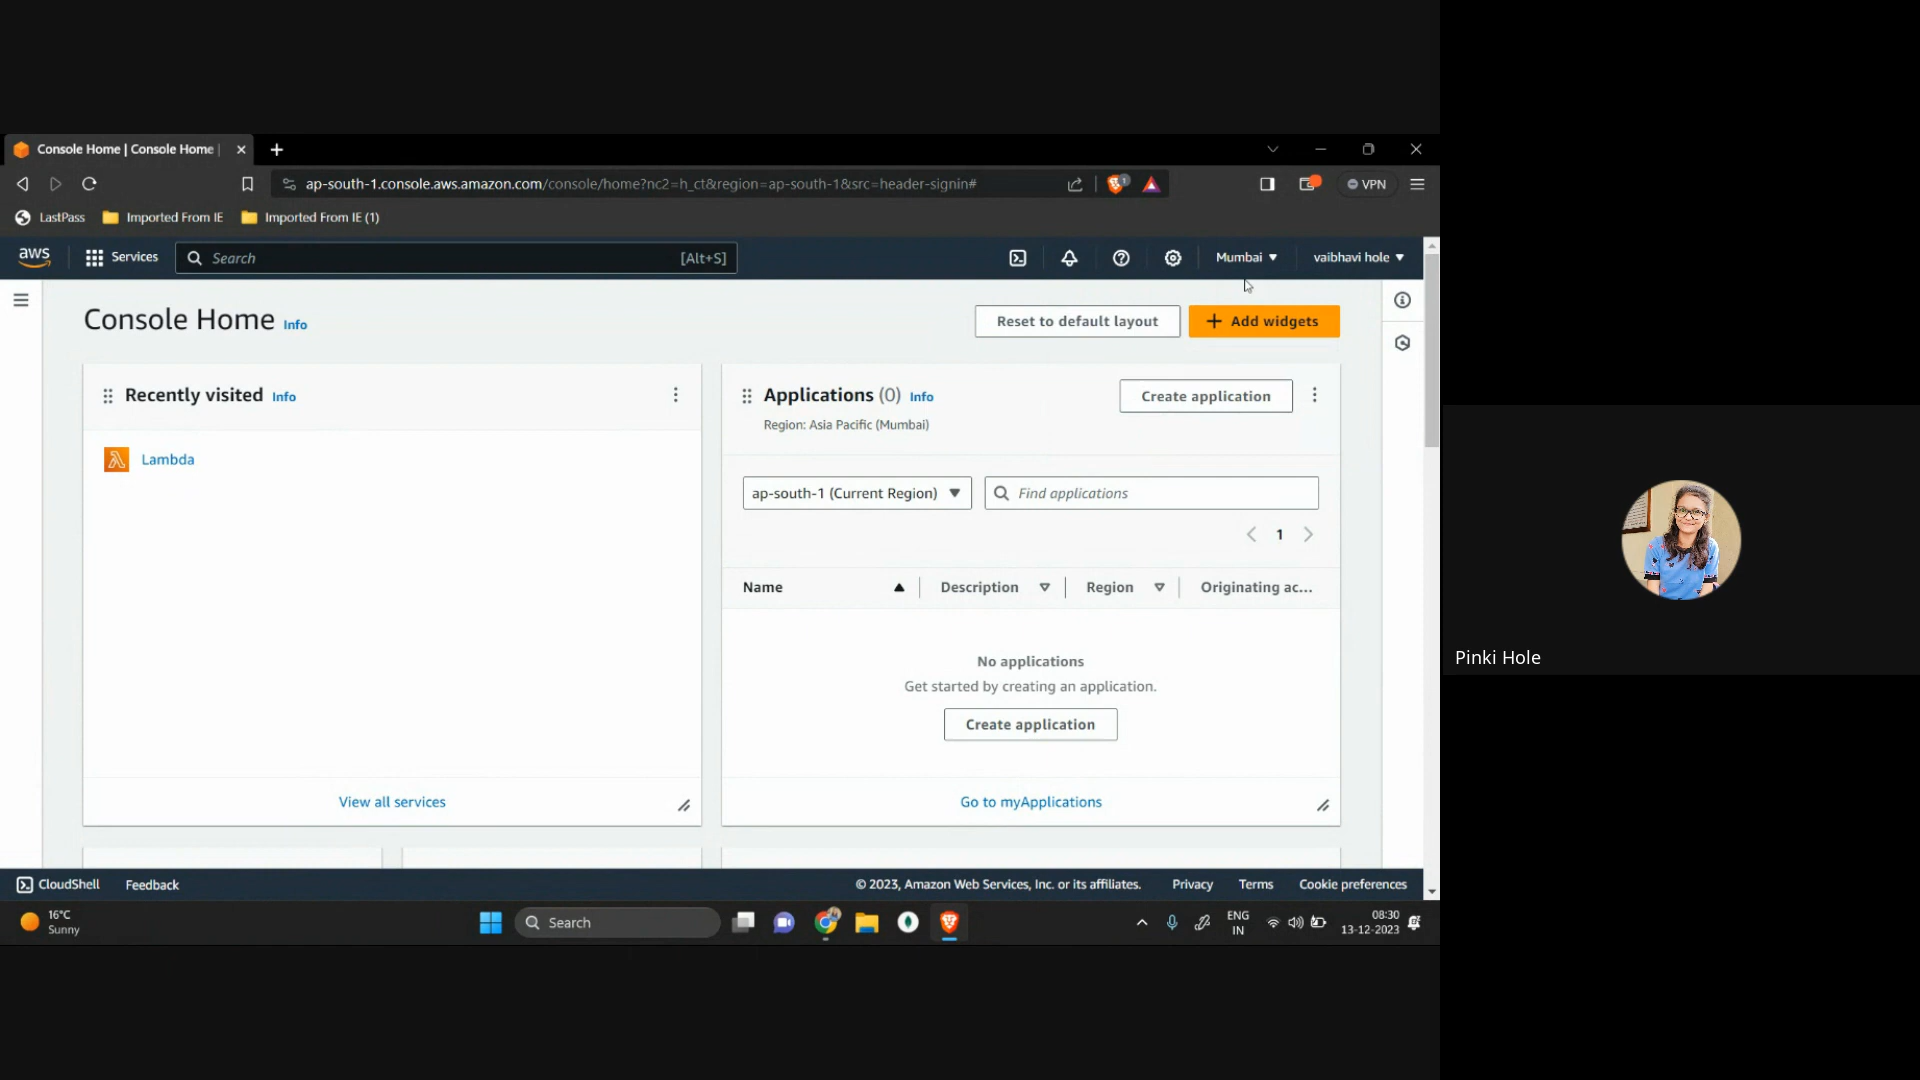 Console Home | Console Home |
ap-south-1.console.aws.amazon.com/console/home?nc2=h_ct&region=ap-south-1&src=header-signin#
1
VPN
LastPass
Imported From IE
Imported From IE (1)
aws
Services
Search
[Alt+S]
Mumbai
vaibhavi hole
Console Home Info
Reset to default layout
+ Add widgets
Recently visited Info
Lambda
View all services
Applications (0) Info
Region: Asia Pacific (Mumbai)
Create application
ap-south-1 (Current Region)
Find applications
1
Name
Description
Region
Originating ac...
No applications
Get started by creating an application.
Create application
Go to myApplications
Pinki Hole
CloudShell
Feedback
© 2023, Amazon Web Services, Inc. or its affiliates.
Privacy
Terms
Cookie preferences
16°C
Sunny
Search
ENG
IN
08:30
13-12-2023